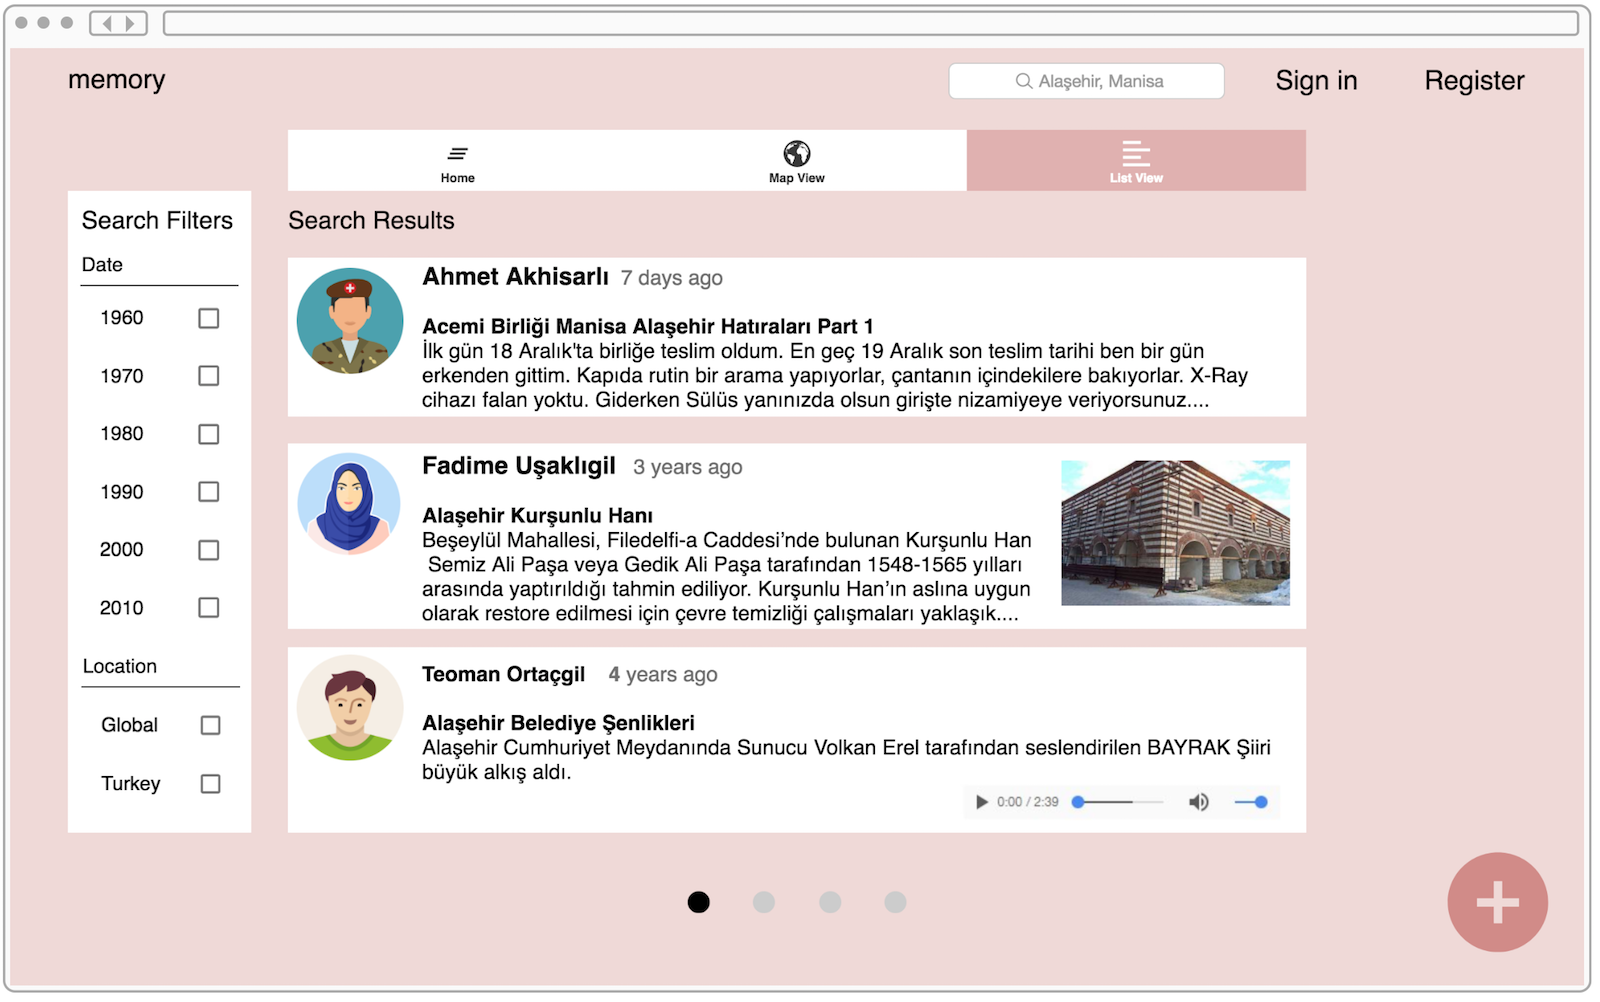 memory
Alaşehir, Manisa
Sign in
Register
Home
Map View
List View
Search Filters
Date
1960
1970
1980
1990
2000
2010
Location
Global
Turkey
Search Results
Ahmet Akhisarlı 7 days ago
Acemi Birliği Manisa Alaşehir Hatıraları Part 1
İlk gün 18 Aralık'ta birliğe teslim oldum. En geç 19 Aralık son teslim tarihi ben bir gün
erkenden gittim. Kapıda rutin bir arama yapıyorlar, çantanın içindekilere bakıyorlar. X-Ray
cihazı falan yoktu. Giderken Sülüs yanınızda olsun girişte nizamiyeye veriyorsunuz....
Fadime Uşaklıgil 3 years ago
Alaşehir Kurşunlu Hanı
Beşeylül Mahallesi, Filedelfi-a Caddesi’nde bulunan Kurşunlu Han
Semiz Ali Paşa veya Gedik Ali Paşa tarafından 1548-1565 yılları
arasında yaptırıldığı tahmin ediliyor. Kurşunlu Han’ın aslına uygun
olarak restore edilmesi için çevre temizliği çalışmaları yaklaşık....
Teoman Ortaçgil 4 years ago
Alaşehir Belediye Şenlikleri
Alaşehir Cumhuriyet Meydanında Sunucu Volkan Erel tarafından seslendirilen BAYRAK Şiiri
büyük alkış aldı.
0:00 / 2:39